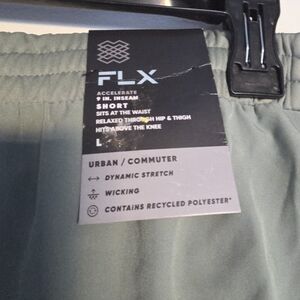 FLX
ACCELERATE
9 IN. INSEAM
SHORT
SITS AT THE WAIST
RELAXED THROUGH HIP & THIGH
HITS ABOVE THE KNEE
L
URBAN / COMMUTER
DYNAMIC STRETCH
WICKING
CONTAINS RECYCLED POLYESTER*